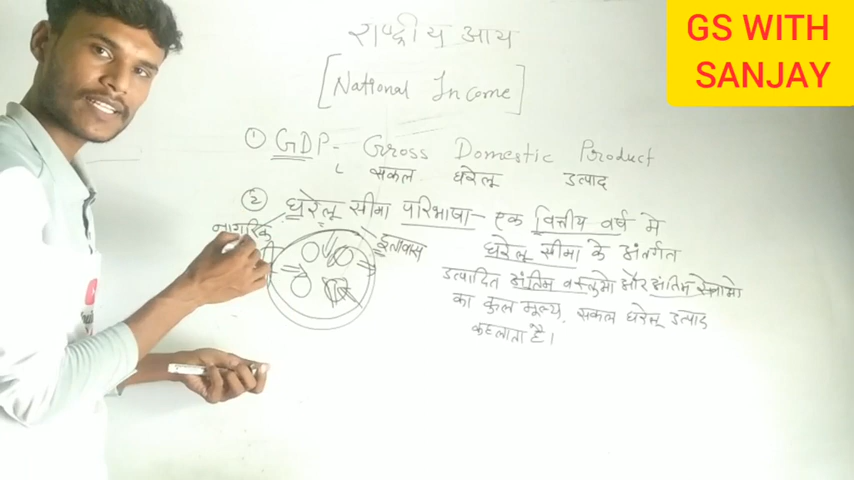 GS WITH
SANJAY
राष्ट्रीय आय
[National Income]
① GDP - Gross Domestic Product
सकल घरेलू उत्पाद
② घरेलू सीमा परिभाषा - एक वित्तीय वर्ष मे
घरेलू सीमा के अंतर्गत
उत्पादित अंतिम वस्तुओ और अंतिम सेवाओ
का कुल मूल्य, सकल घरेलू उत्पाद
कहलाता है।
नागरिक
दूतावास